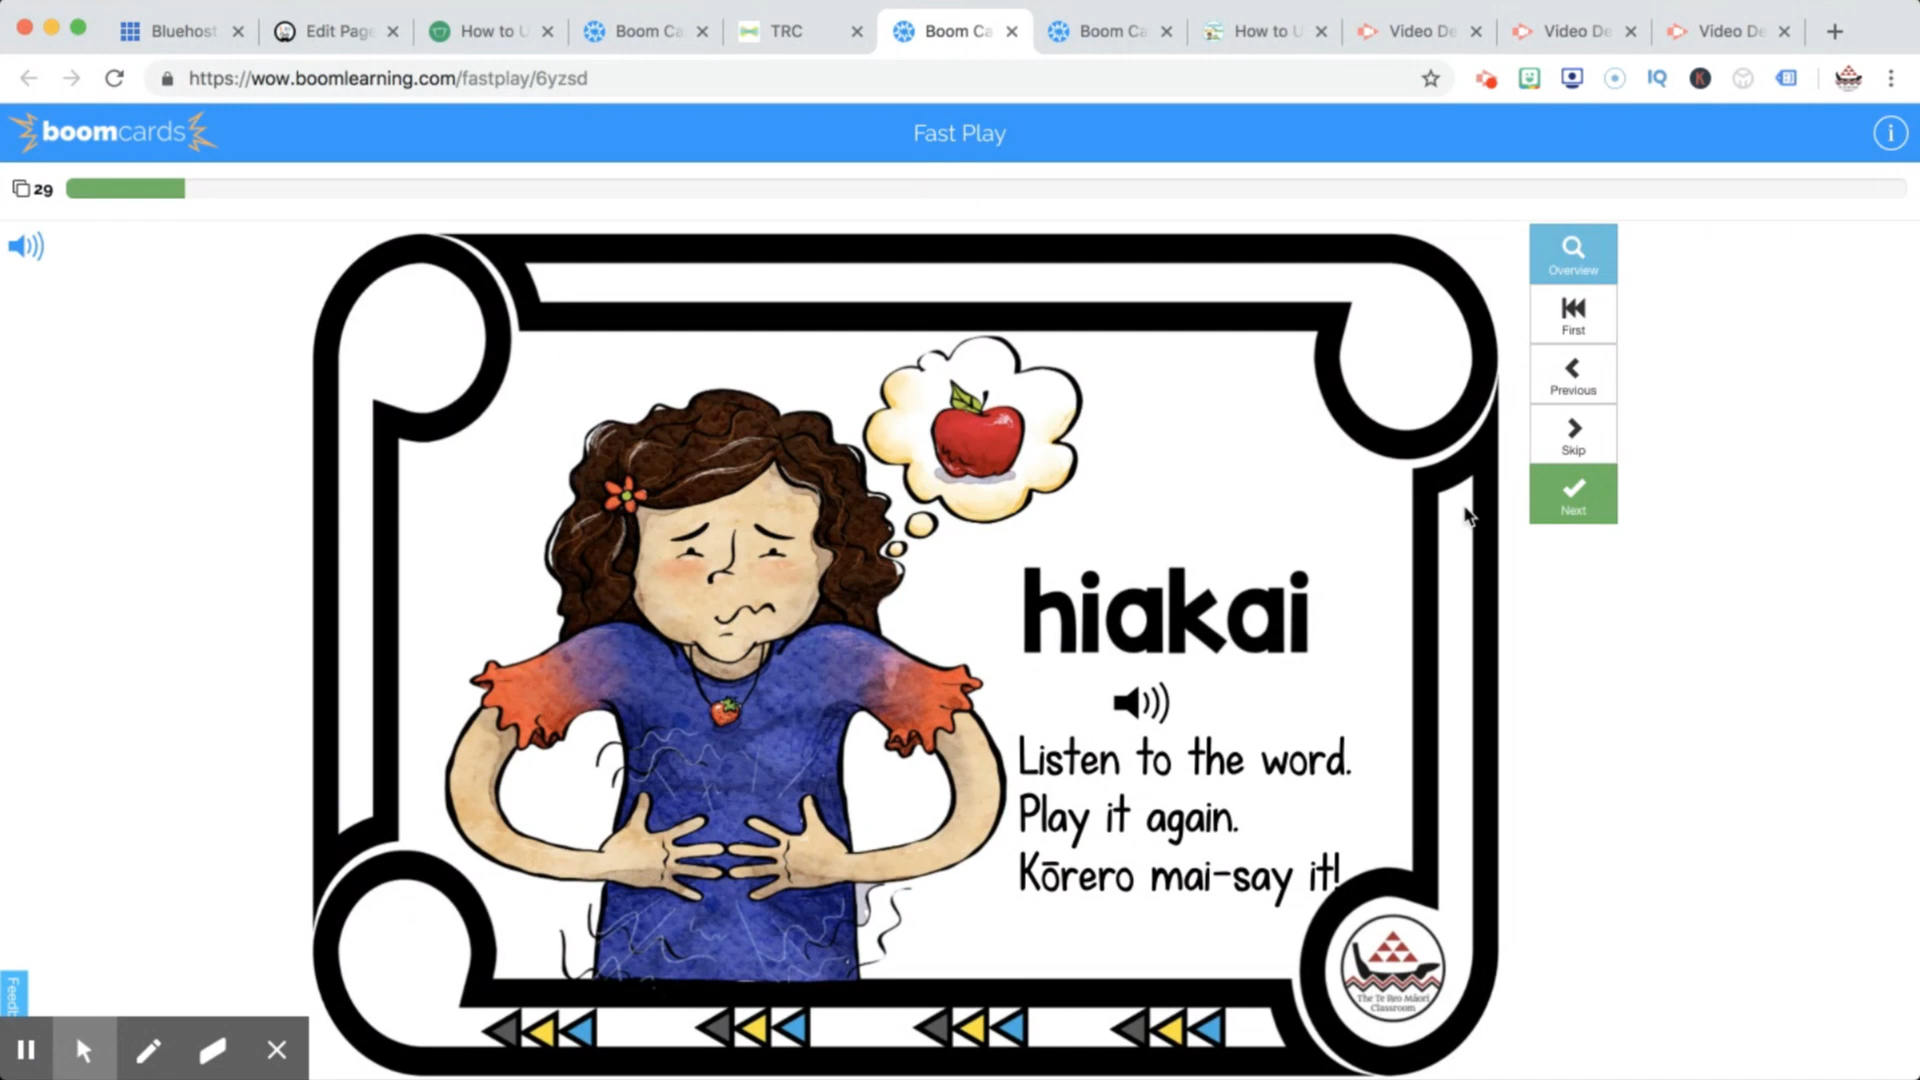 Bluehost
Edit Page
How to U
Boom Ca
TRC
Boom Ca
Boom Ca
How to U
Video De
Video De
Video De
https://wow.boomlearning.com/fastplay/6yzsd
IQ
K
boomcards
Fast Play
i
29
Overview
First
Previous
Skip
Next
hiakai
Listen to the word.
Play it again.
Kōrero mai-say it!
The Te Reo Māori
Classroom
Feedb